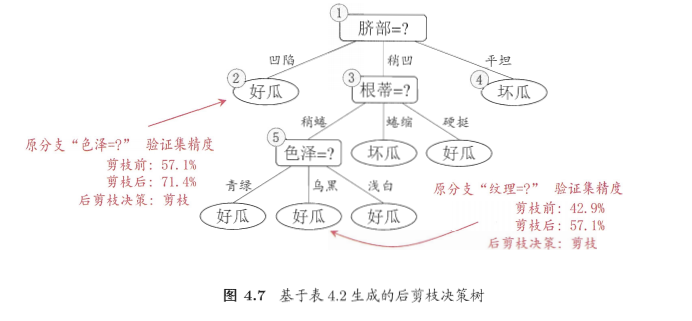 ①
脐部=?
凹陷 稍凹 平坦
② ③ ④
好瓜 根蒂=? 坏瓜
稍蜷 蜷缩 硬挺
⑤
色泽=? 坏瓜 好瓜
原分支“色泽=?” 验证集精度
剪枝前: 57.1%
剪枝后: 71.4%
后剪枝决策: 剪枝
青绿 乌黑 浅白
好瓜 好瓜 好瓜
原分支“纹理=?” 验证集精度
剪枝前: 42.9%
剪枝后: 57.1%
后剪枝决策: 剪枝
图 4.7 基于表 4.2 生成的后剪枝决策树